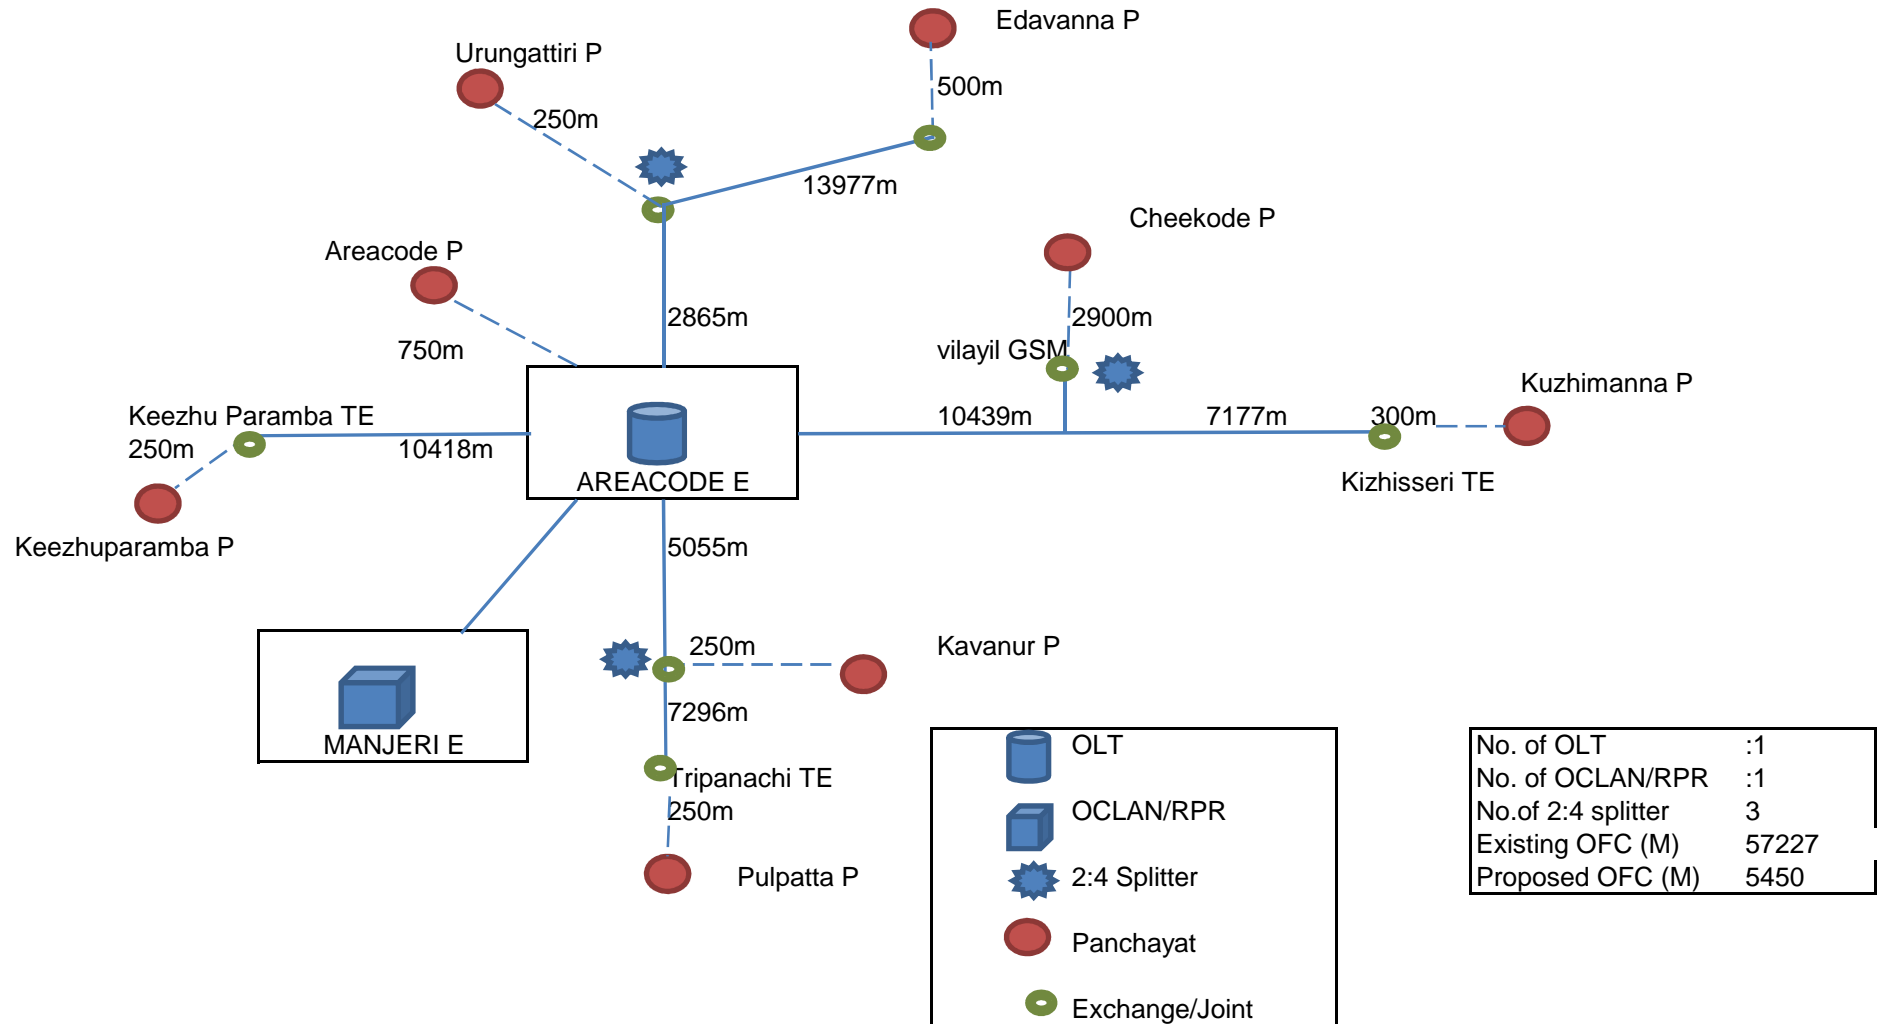 Edavanna P
Urungattiri P
500m
250m
13977m
Cheekode P
Areacode P
2865m
2900m
750m
vilayil GSM
Kuzhimanna P
Keezhu Paramba TE
10439m
7177m
300m
250m
10418m
AREACODE E
Kizhisseri TE
Keezhuparamba P
5055m
250m
Kavanur P
7296m
MANJERI E
Tripanachi TE
250m
Pulpatta P
OLT
OCLAN/RPR
2:4 Splitter
Panchayat
Exchange/Joint
No. of OLT :1
No. of OCLAN/RPR :1
No.of 2:4 splitter 3
Existing OFC (M) 57227
Proposed OFC (M) 5450